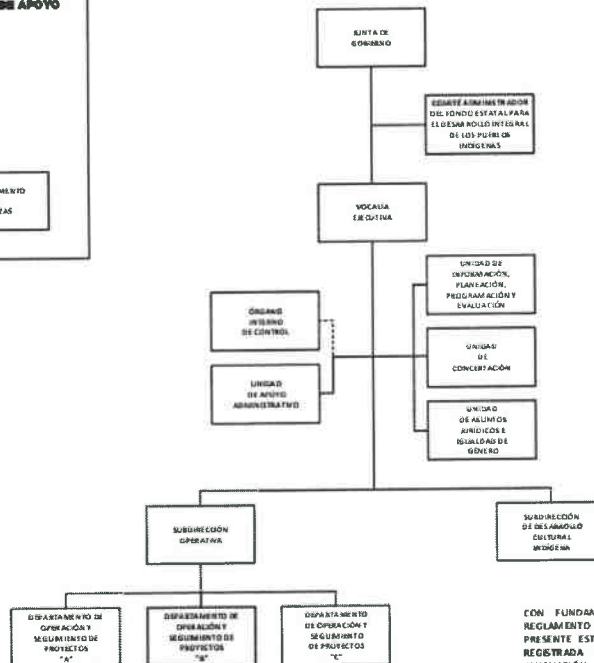 DE APOYO
JUNTA DE
GOBIERNO
COMITÉ ADMINISTRADOR
DEL FONDO ESTATAL PARA
EL DESARROLLO INTEGRAL
DE LOS PUEBLOS
INDÍGENAS
VOCALÍA
EJECUTIVA
UNIDAD DE
INFORMACIÓN,
PLANEACIÓN,
PROGRAMACIÓN Y
EVALUACIÓN
ÓRGANO
INTERNO
DE CONTROL
UNIDAD
DE
CONCERTACIÓN
UNIDAD
DE APOYO
ADMINISTRATIVO
UNIDAD
DE ASUNTOS
JURÍDICOS E
IGUALDAD DE
GÉNERO
SUBDIRECCIÓN
OPERATIVA
SUBDIRECCIÓN
DE DESARROLLO
CULTURAL
INDÍGENA
DEPARTAMENTO DE
OPERACIÓN Y
SEGUIMIENTO DE
PROYECTOS
"A"
DEPARTAMENTO DE
OPERACIÓN Y
SEGUIMIENTO DE
PROYECTOS
"B"
DEPARTAMENTO
DE OPERACIÓN Y
SEGUIMIENTO
DE PROYECTOS
"C"
CON FUNDAM
REGLAMENTO
PRESENTE EST
REGISTRADA